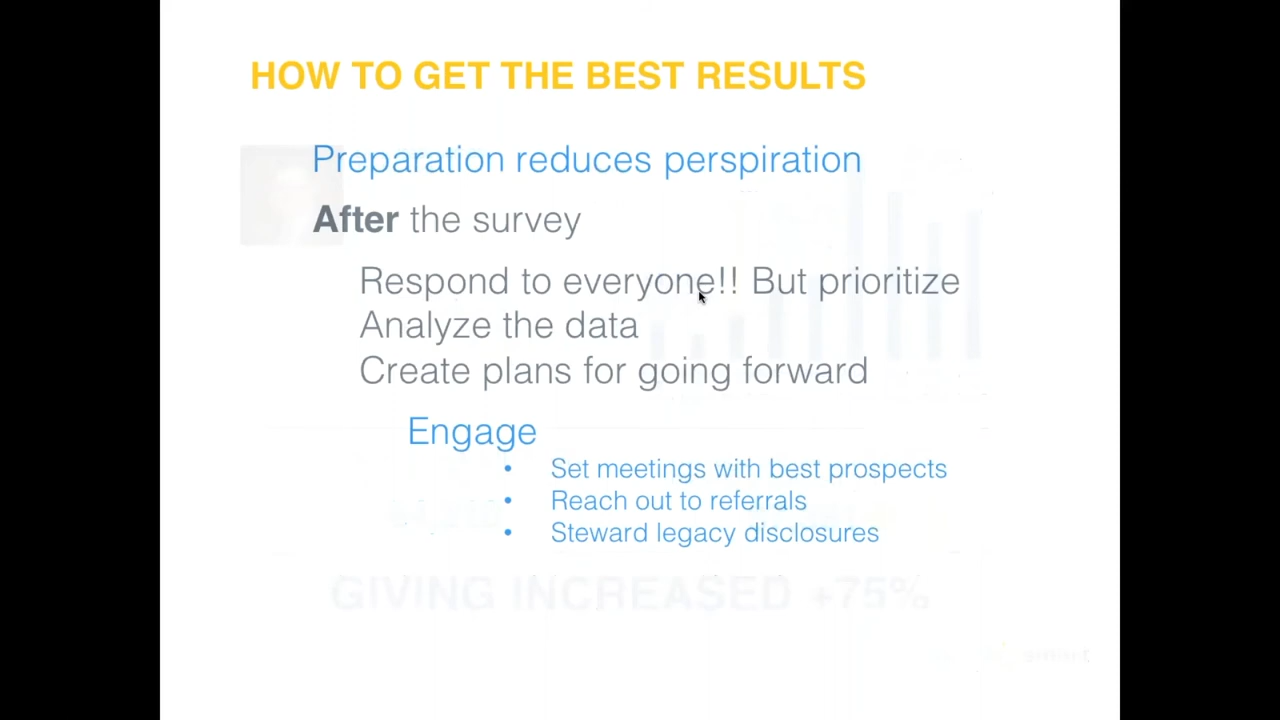 HOW TO GET THE BEST RESULTS
Preparation reduces perspiration
After the survey
Respond to everyone!! But prioritize
Analyze the data
Create plans for going forward
Engage
• Set meetings with best prospects
• Reach out to referrals
• Steward legacy disclosures
GIVING INCREASED +75%